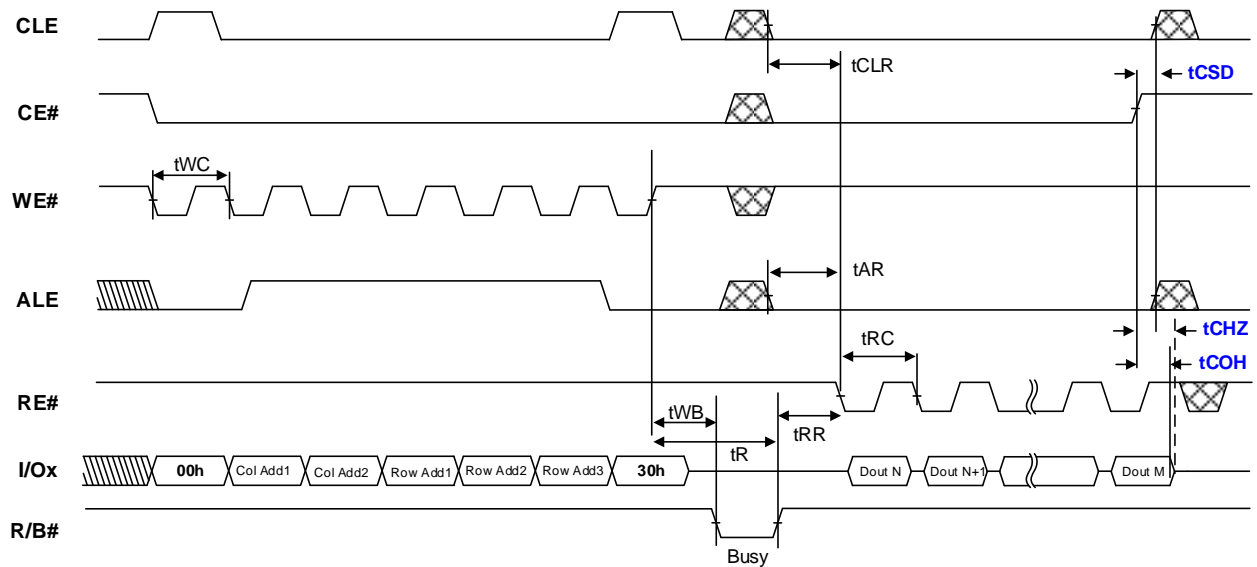 CLE
tCLR
tCSD
CE#
tWC
WE#
tAR
ALE
tCHZ
tRC
tCOH
RE#
tWB
tRR
tR
I/Ox
00h
Col Add1
Col Add2
Row Add1
Row Add2
Row Add3
30h
Dout N
Dout N+1
Dout M
R/B#
Busy